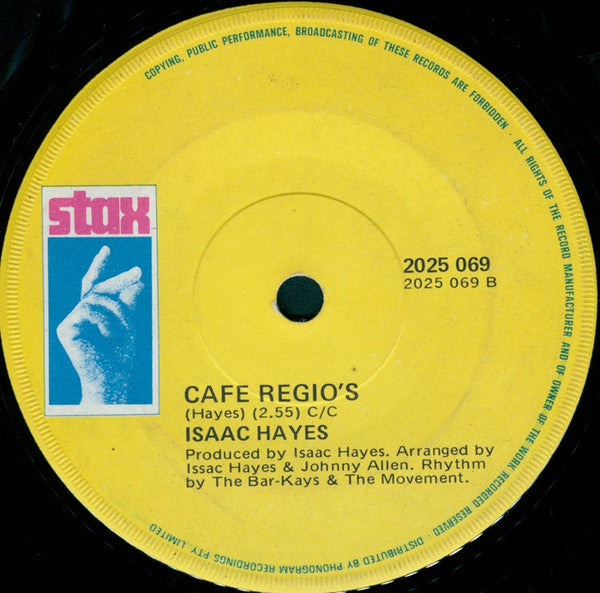 COPYING, PUBLIC PERFORMANCE, BROADCASTING OF THESE RECORDS ARE FORBIDDEN · ALL RIGHTS OF THE RECORD MANUFACTURER AND OF OWNER OF THE WORK RECORDED RESERVED · DISTRIBUTED BY PHONOGRAM RECORDINGS PTY. LIMITED
stax
2025 069
2025 069 B
CAFE REGIO'S
(Hayes) (2.55) C/C
ISAAC HAYES
Produced by Isaac Hayes. Arranged by
Issac Hayes & Johnny Allen. Rhythm
by The Bar-Kays & The Movement.